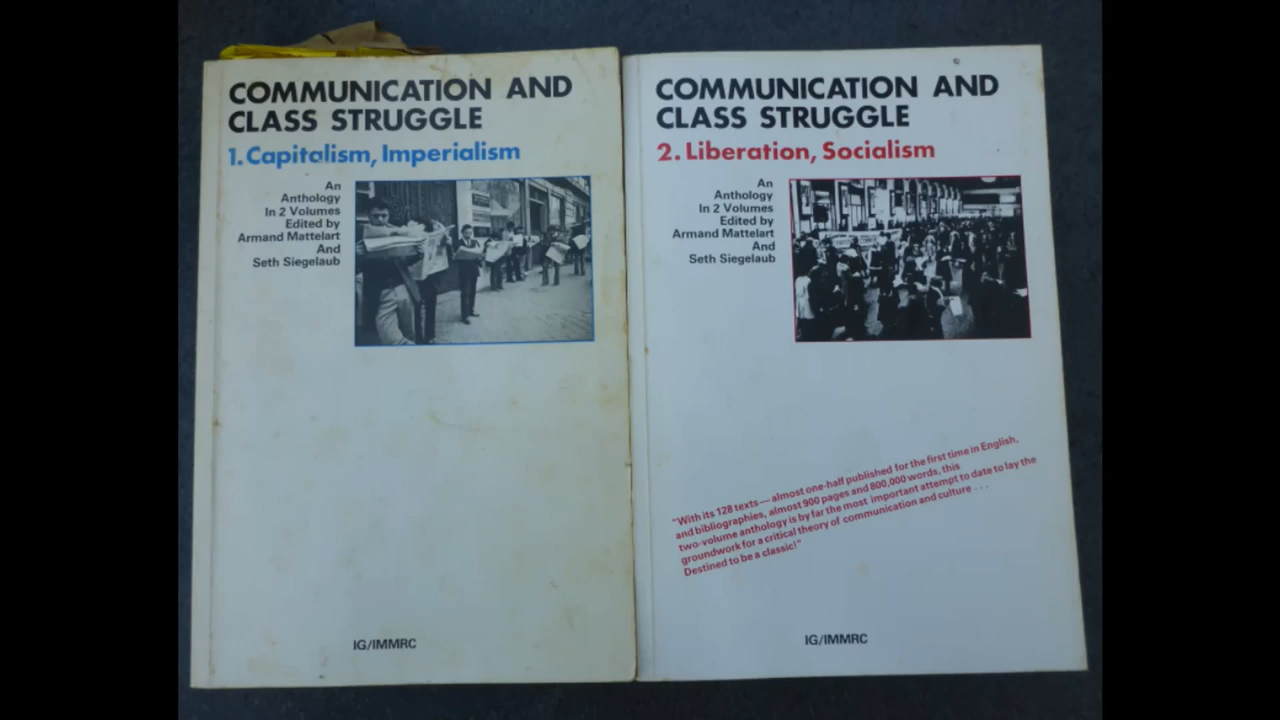 COMMUNICATION AND
CLASS STRUGGLE
1. Capitalism, Imperialism
An
Anthology
In 2 Volumes
Edited by
Armand Mattelart
And
Seth Siegelaub
IG/IMMRC
COMMUNICATION AND
CLASS STRUGGLE
2. Liberation, Socialism
An
Anthology
In 2 Volumes
Edited by
Armand Mattelart
And
Seth Siegelaub
"With its 128 texts — almost one-half published for the first time in English,
and bibliographies, almost 900 pages and 800,000 words, this
two-volume anthology is by far the most important attempt to date to lay the
groundwork for a critical theory of communication and culture . . .
Destined to be a classic!"
IG/IMMRC